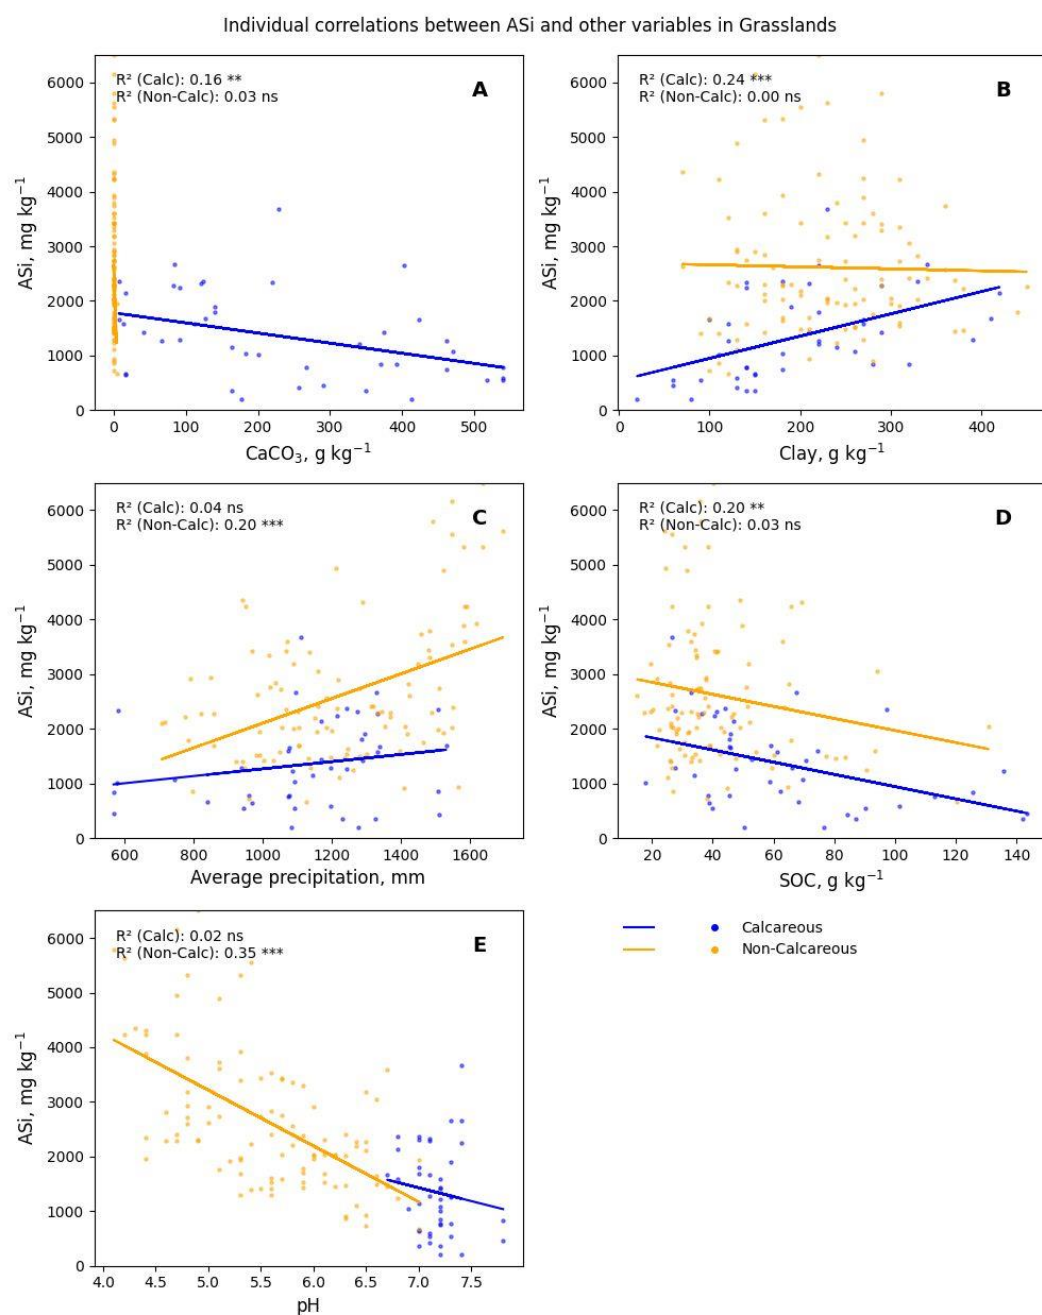 Individual correlations between ASi and other variables in Grasslands
R² (Calc): 0.16 **
R² (Non-Calc): 0.03 ns
A
ASi, mg kg⁻¹
6000
5000
4000
3000
2000
1000
0
0 100 200 300 400 500
CaCO₃, g kg⁻¹
R² (Calc): 0.24 ***
R² (Non-Calc): 0.00 ns
B
ASi, mg kg⁻¹
6000
5000
4000
3000
2000
1000
0
0 100 200 300 400
Clay, g kg⁻¹
R² (Calc): 0.04 ns
R² (Non-Calc): 0.20 ***
C
ASi, mg kg⁻¹
6000
5000
4000
3000
2000
1000
0
600 800 1000 1200 1400 1600
Average precipitation, mm
R² (Calc): 0.20 **
R² (Non-Calc): 0.03 ns
D
ASi, mg kg⁻¹
6000
5000
4000
3000
2000
1000
0
20 40 60 80 100 120 140
SOC, g kg⁻¹
R² (Calc): 0.02 ns
R² (Non-Calc): 0.35 ***
E
ASi, mg kg⁻¹
6000
5000
4000
3000
2000
1000
0
4.0 4.5 5.0 5.5 6.0 6.5 7.0 7.5
pH
Calcareous
Non-Calcareous